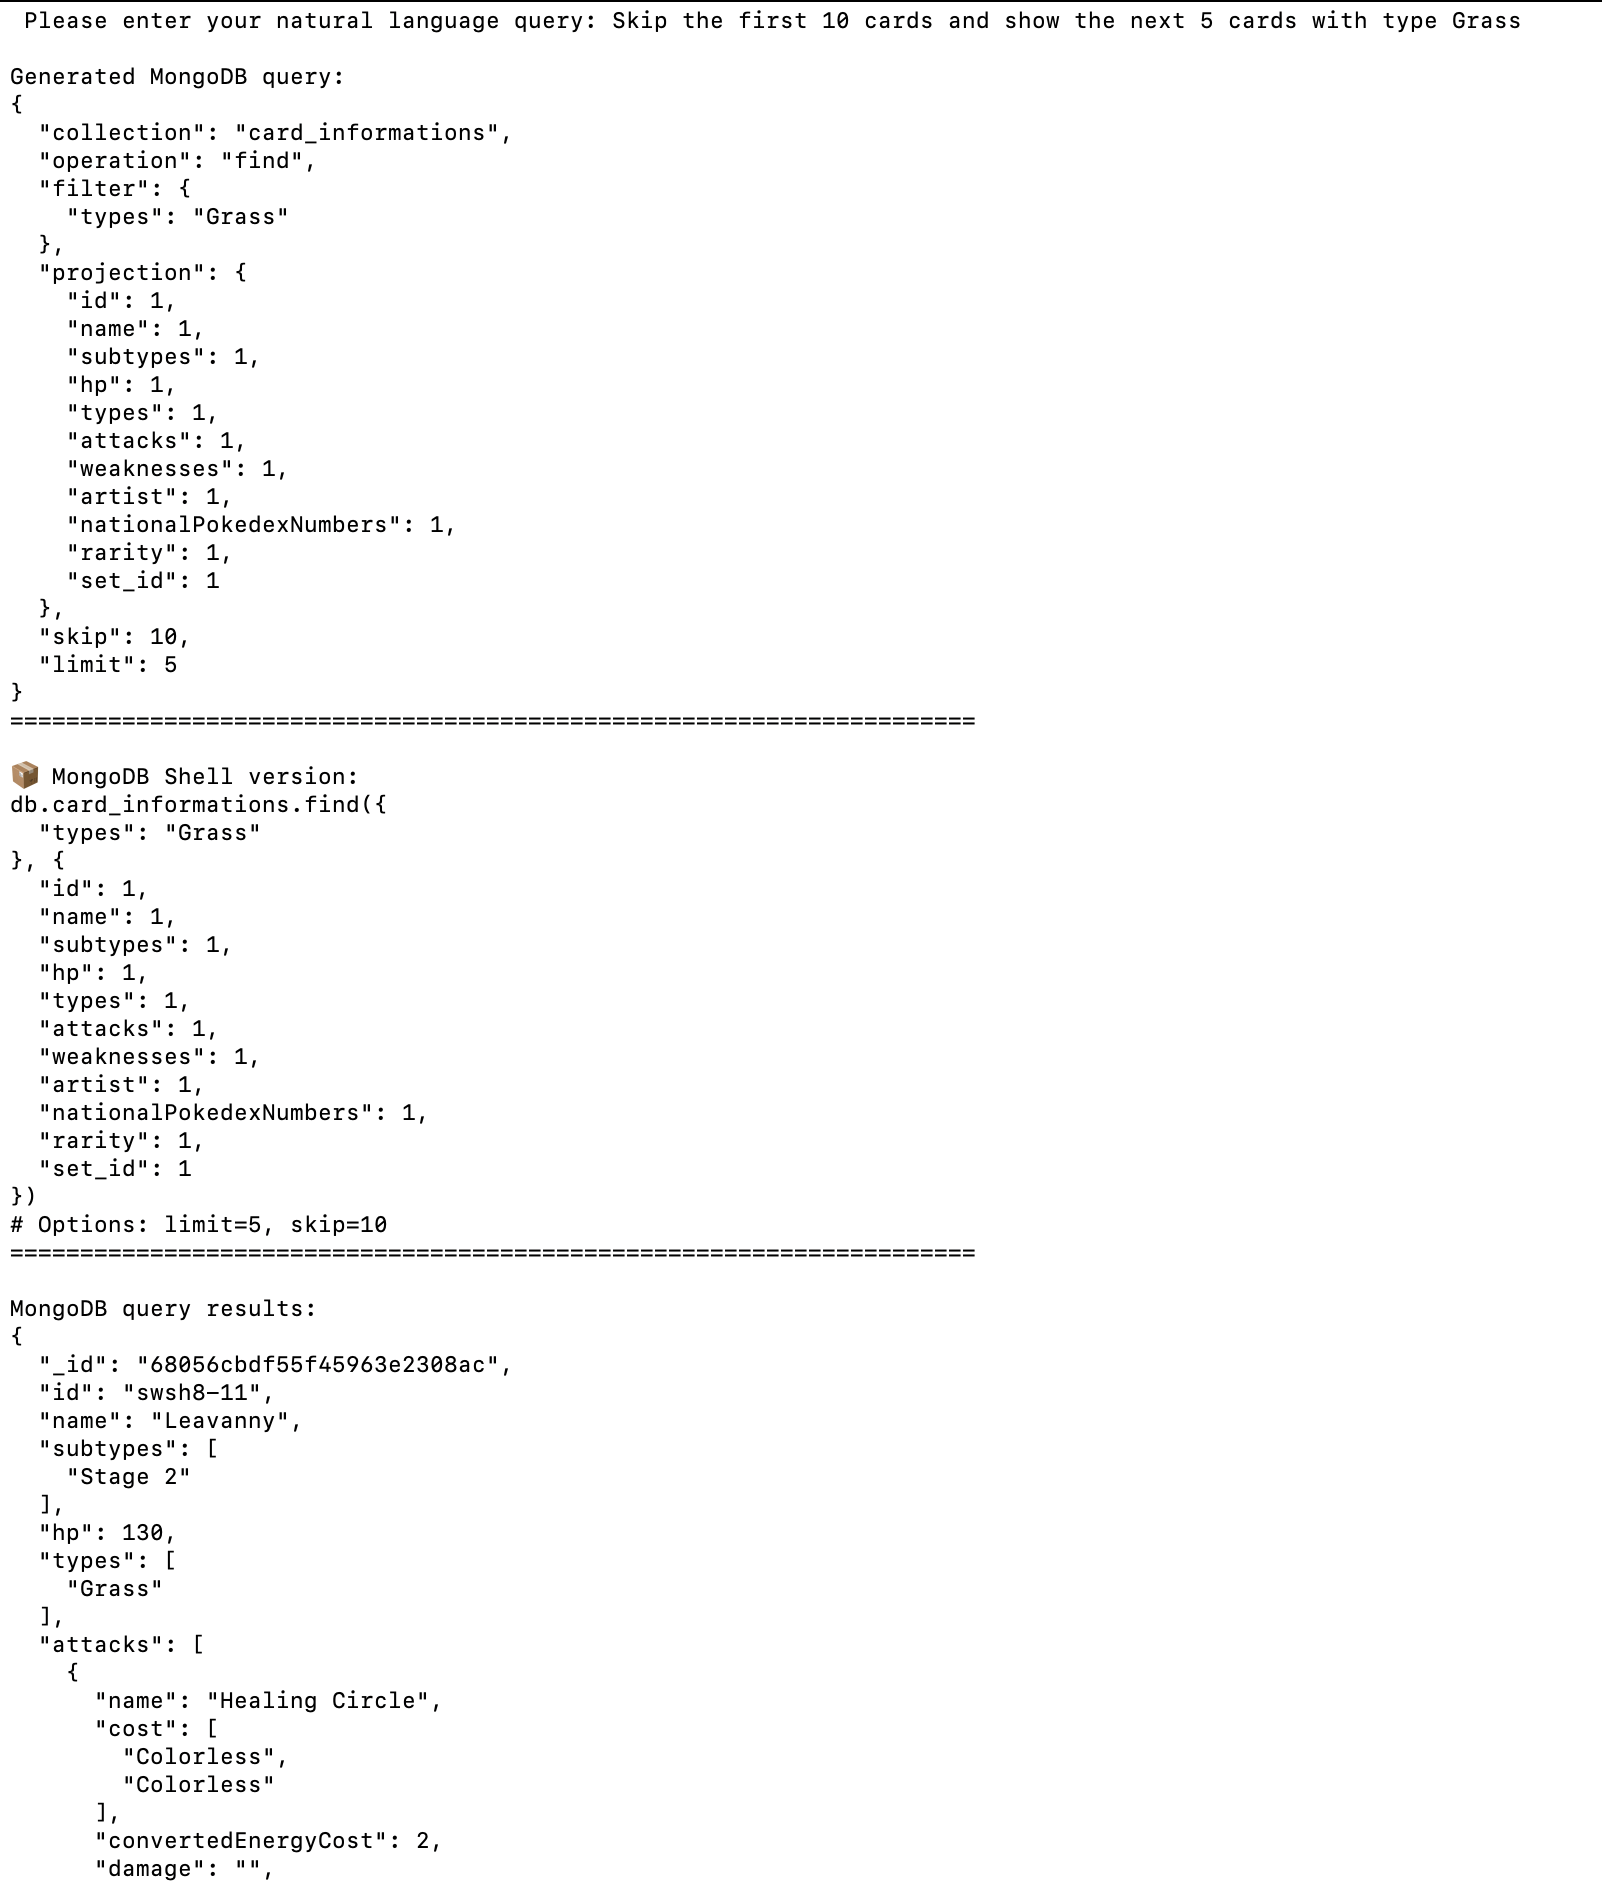 Please enter your natural language query: Skip the first 10 cards and show the next 5 cards with type Grass

Generated MongoDB query:
{
  "collection": "card_informations",
  "operation": "find",
  "filter": {
    "types": "Grass"
  },
  "projection": {
    "id": 1,
    "name": 1,
    "subtypes": 1,
    "hp": 1,
    "types": 1,
    "attacks": 1,
    "weaknesses": 1,
    "artist": 1,
    "nationalPokedexNumbers": 1,
    "rarity": 1,
    "set_id": 1
  },
  "skip": 10,
  "limit": 5
}
=====================================================================

📦 MongoDB Shell version:
db.card_informations.find({
  "types": "Grass"
}, {
  "id": 1,
  "name": 1,
  "subtypes": 1,
  "hp": 1,
  "types": 1,
  "attacks": 1,
  "weaknesses": 1,
  "artist": 1,
  "nationalPokedexNumbers": 1,
  "rarity": 1,
  "set_id": 1
})
# Options: limit=5, skip=10
=====================================================================

MongoDB query results:
{
  "_id": "68056cbdf55f45963e2308ac",
  "id": "swsh8-11",
  "name": "Leavanny",
  "subtypes": [
    "Stage 2"
  ],
  "hp": 130,
  "types": [
    "Grass"
  ],
  "attacks": [
    {
      "name": "Healing Circle",
      "cost": [
        "Colorless",
        "Colorless"
      ],
      "convertedEnergyCost": 2,
      "damage": "",